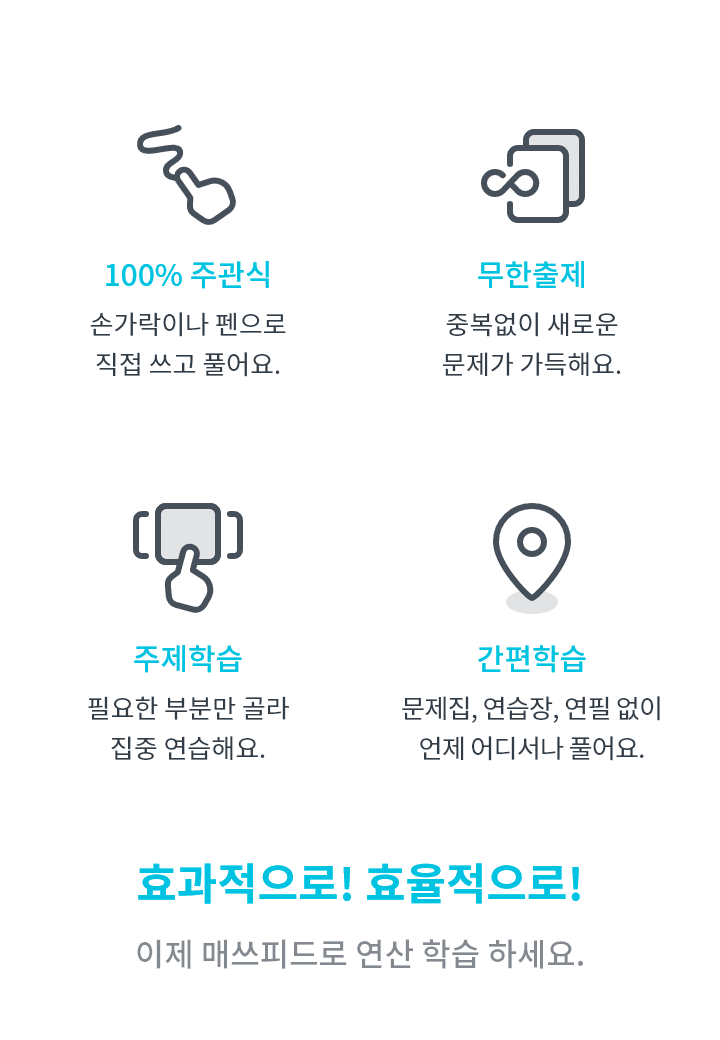 100% 주관식
손가락이나 펜으로
직접 쓰고 풀어요.
무한출제
중복없이 새로운
문제가 가득해요.
주제학습
필요한 부분만 골라
집중 연습해요.
간편학습
문제집, 연습장, 연필 없이
언제 어디서나 풀어요.
효과적으로! 효율적으로!
이제 매쓰피드로 연산 학습 하세요.